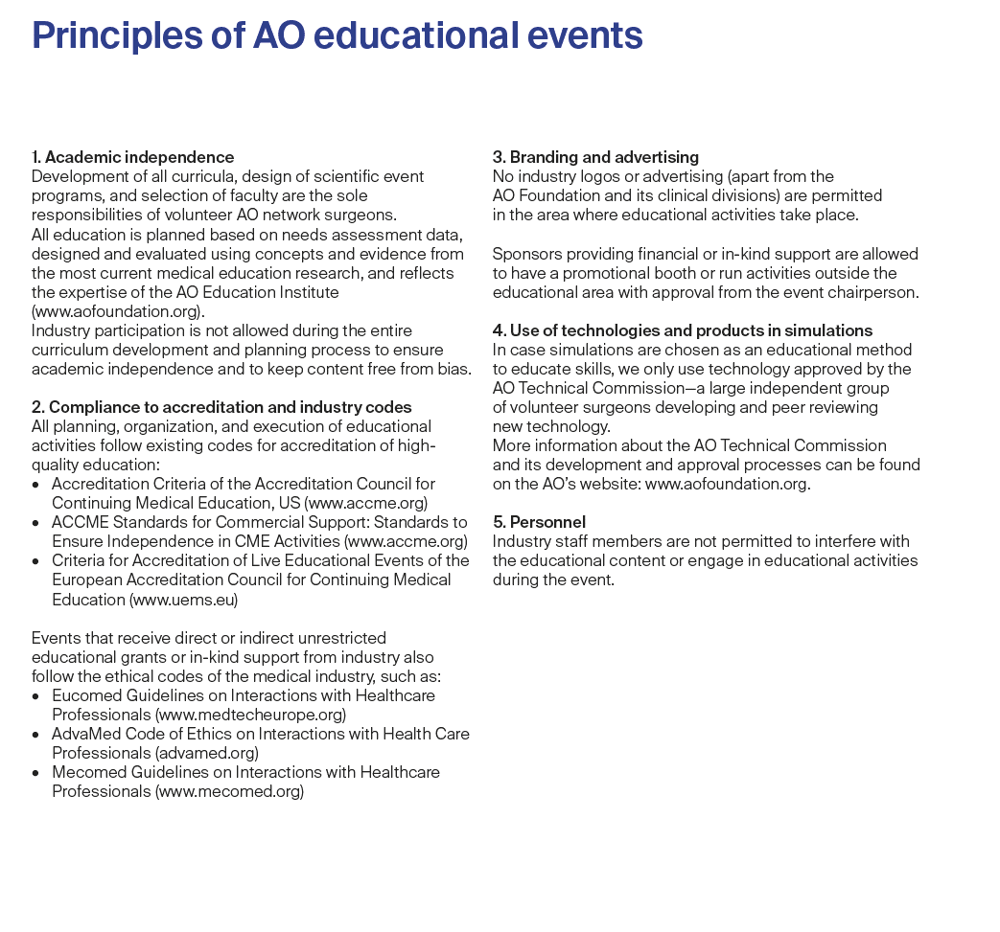 Principles of AO educational events
1. Academic independence
Development of all curricula, design of scientific event
programs, and selection of faculty are the sole
responsibilities of volunteer AO network surgeons.
All education is planned based on needs assessment data,
designed and evaluated using concepts and evidence from
the most current medical education research, and reflects
the expertise of the AO Education Institute
(www.aofoundation.org).
Industry participation is not allowed during the entire
curriculum development and planning process to ensure
academic independence and to keep content free from bias.
2. Compliance to accreditation and industry codes
All planning, organization, and execution of educational
activities follow existing codes for accreditation of high-
quality education:
• Accreditation Criteria of the Accreditation Council for
Continuing Medical Education, US (www.accme.org)
• ACCME Standards for Commercial Support: Standards to
Ensure Independence in CME Activities (www.accme.org)
• Criteria for Accreditation of Live Educational Events of the
European Accreditation Council for Continuing Medical
Education (www.uems.eu)
Events that receive direct or indirect unrestricted
educational grants or in-kind support from industry also
follow the ethical codes of the medical industry, such as:
• Eucomed Guidelines on Interactions with Healthcare
Professionals (www.medtecheurope.org)
• AdvaMed Code of Ethics on Interactions with Health Care
Professionals (advamed.org)
• Mecomed Guidelines on Interactions with Healthcare
Professionals (www.mecomed.org)
3. Branding and advertising
No industry logos or advertising (apart from the
AO Foundation and its clinical divisions) are permitted
in the area where educational activities take place.
Sponsors providing financial or in-kind support are allowed
to have a promotional booth or run activities outside the
educational area with approval from the event chairperson.
4. Use of technologies and products in simulations
In case simulations are chosen as an educational method
to educate skills, we only use technology approved by the
AO Technical Commission—a large independent group
of volunteer surgeons developing and peer reviewing
new technology.
More information about the AO Technical Commission
and its development and approval processes can be found
on the AO’s website: www.aofoundation.org.
5. Personnel
Industry staff members are not permitted to interfere with
the educational content or engage in educational activities
during the event.